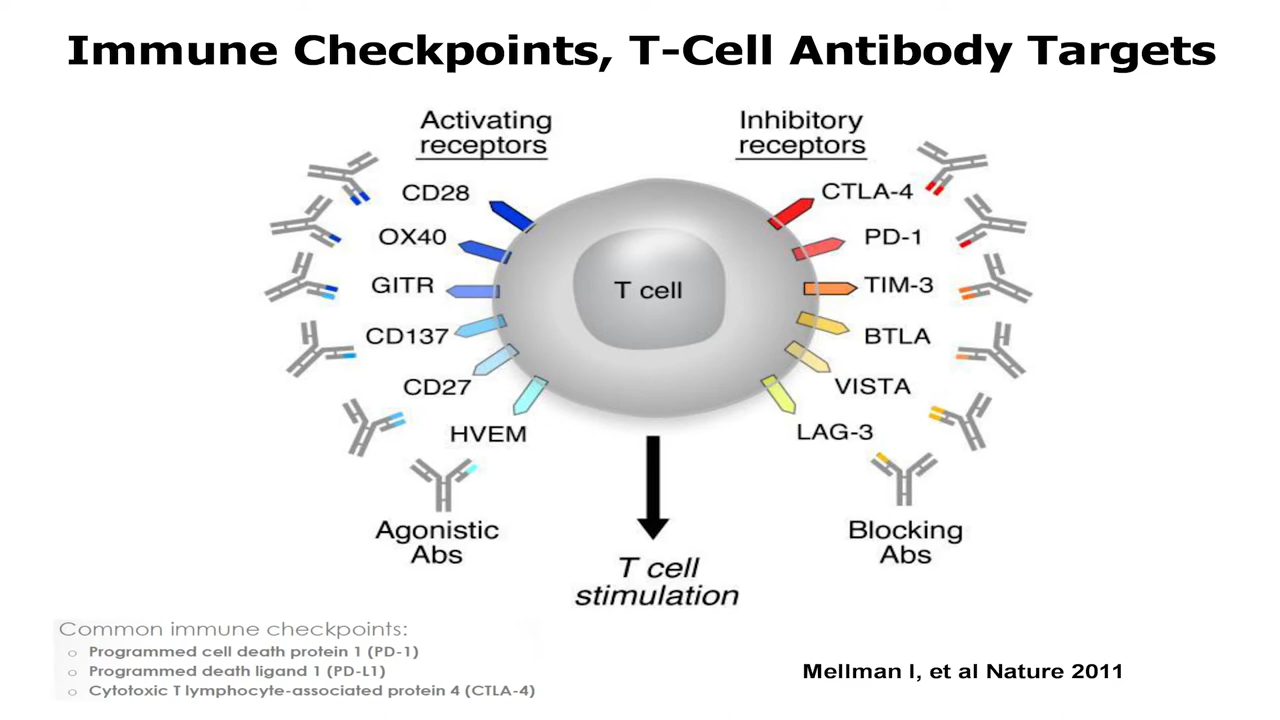 Immune Checkpoints, T-Cell Antibody Targets
Activating
receptors
Inhibitory
receptors
CD28
OX40
GITR
CD137
CD27
HVEM
T cell
CTLA-4
PD-1
TIM-3
BTLA
VISTA
LAG-3
Agonistic
Abs
Blocking
Abs
T cell
stimulation
Common immune checkpoints:
o Programmed cell death protein 1 (PD-1)
o Programmed death ligand 1 (PD-L1)
o Cytotoxic T lymphocyte-associated protein 4 (CTLA-4)
Mellman I, et al Nature 2011